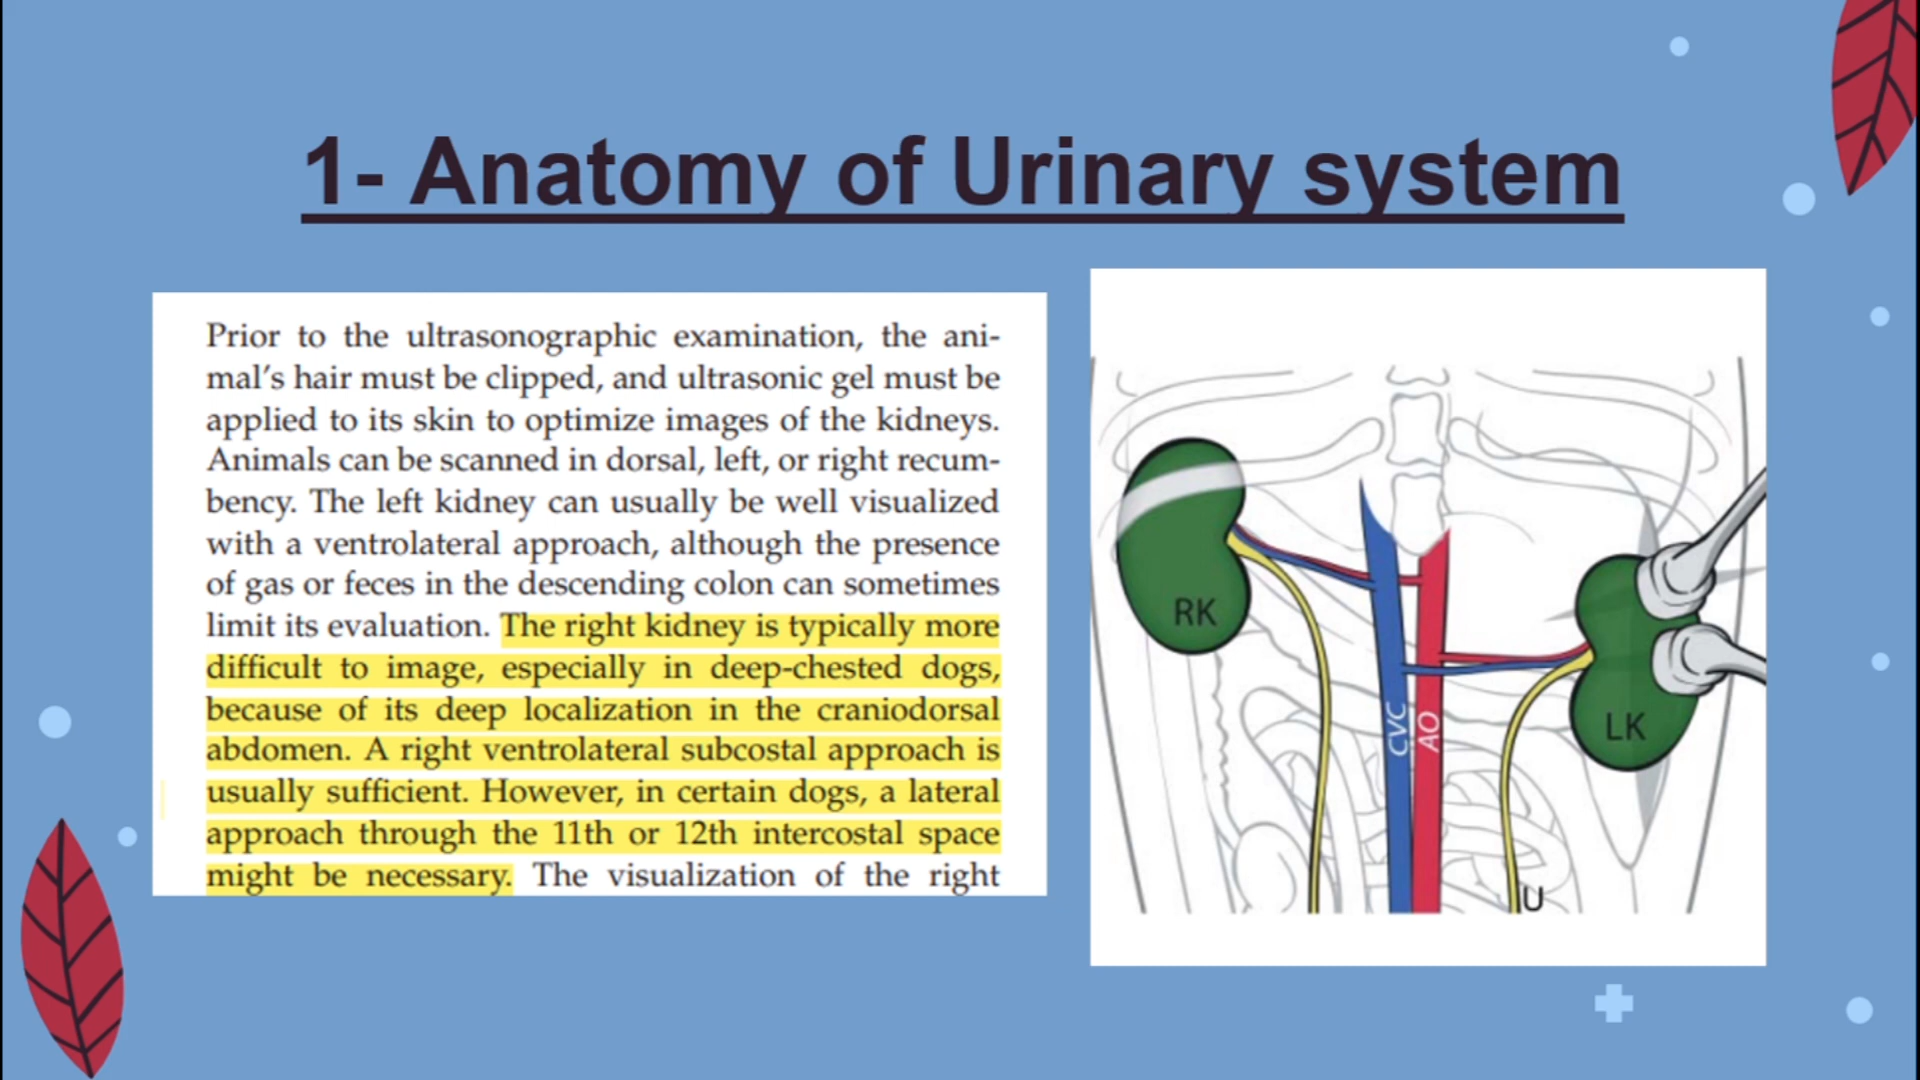 1- Anatomy of Urinary system
Prior to the ultrasonographic examination, the ani-
mal's hair must be clipped, and ultrasonic gel must be
applied to its skin to optimize images of the kidneys.
Animals can be scanned in dorsal, left, or right recum-
bency. The left kidney can usually be well visualized
with a ventrolateral approach, although the presence
of gas or feces in the descending colon can sometimes
limit its evaluation. The right kidney is typically more
difficult to image, especially in deep-chested dogs,
because of its deep localization in the craniodorsal
abdomen. A right ventrolateral subcostal approach is
usually sufficient. However, in certain dogs, a lateral
approach through the 11th or 12th intercostal space
might be necessary. The visualization of the right
RK
LK
CVC
AO
U